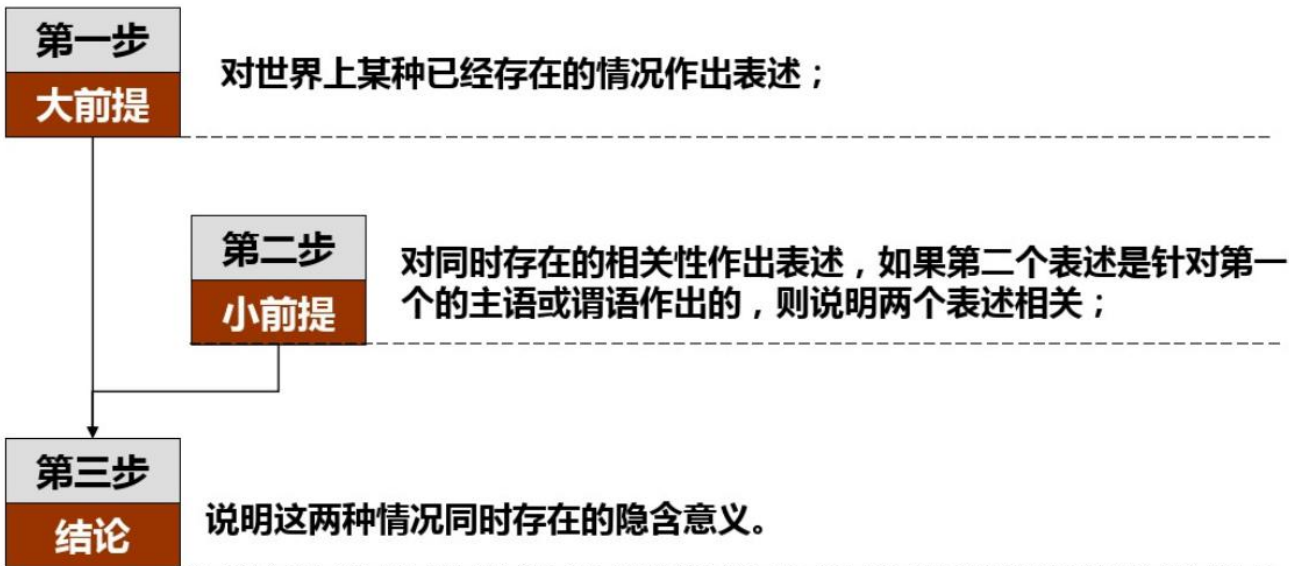 第一步
大前提
对世界上某种已经存在的情况作出表述；
第二步
小前提
对同时存在的相关性作出表述，如果第二个表述是针对第一
个的主语或谓语作出的，则说明两个表述相关；
第三步
结论
说明这两种情况同时存在的隐含意义。